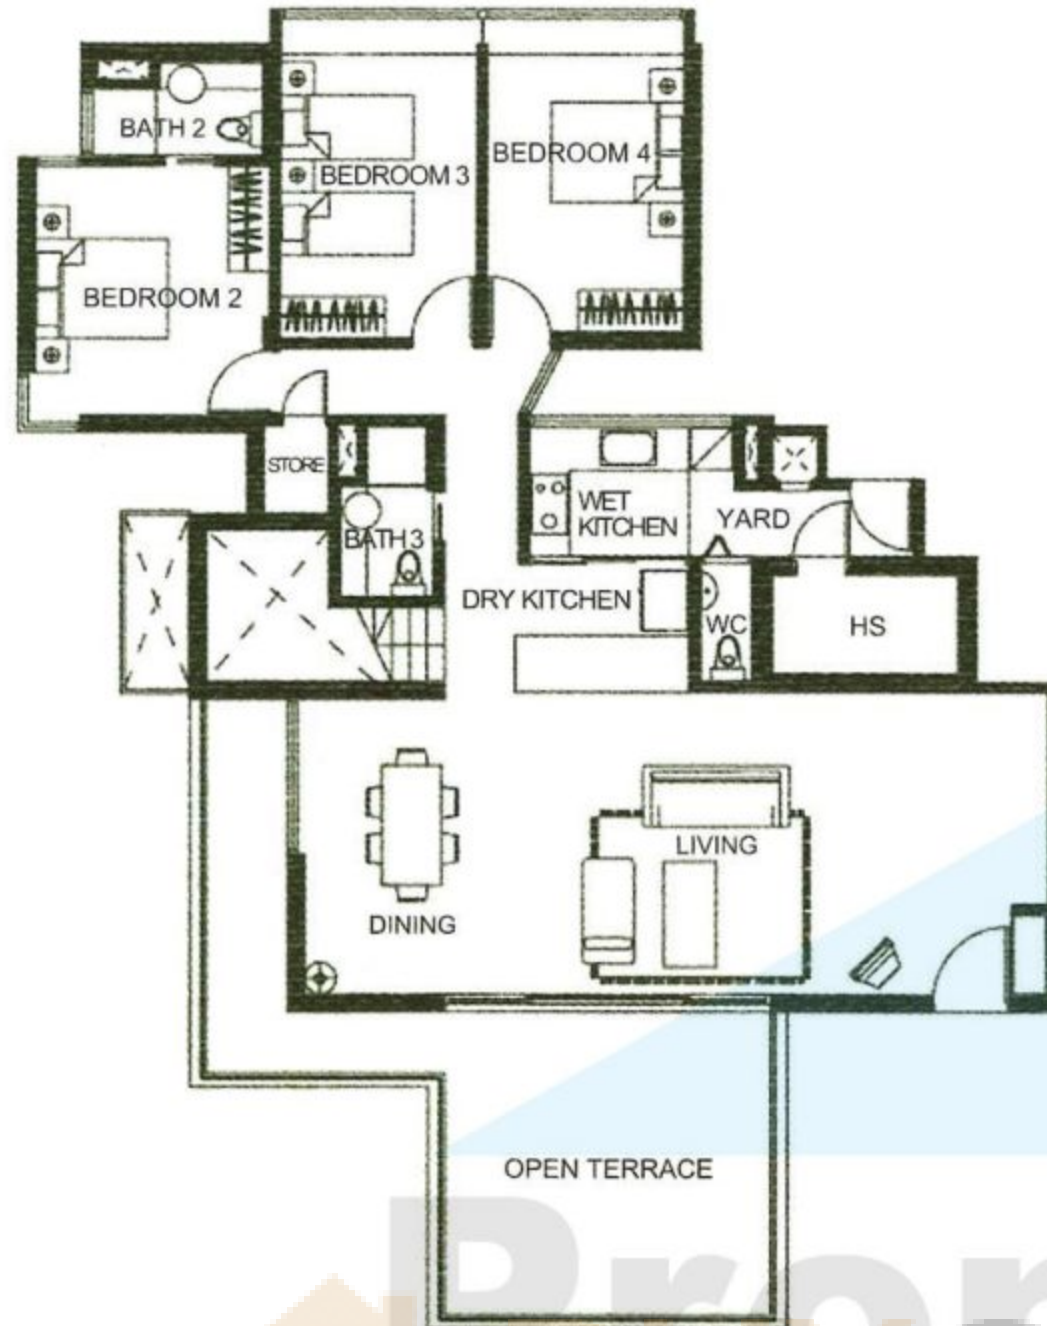 BATH 2
BEDROOM 3
BEDROOM 4
BEDROOM 2
STORE
WET
KITCHEN
YARD
BATH 3
DRY KITCHEN
WC
HS
LIVING
DINING
OPEN TERRACE